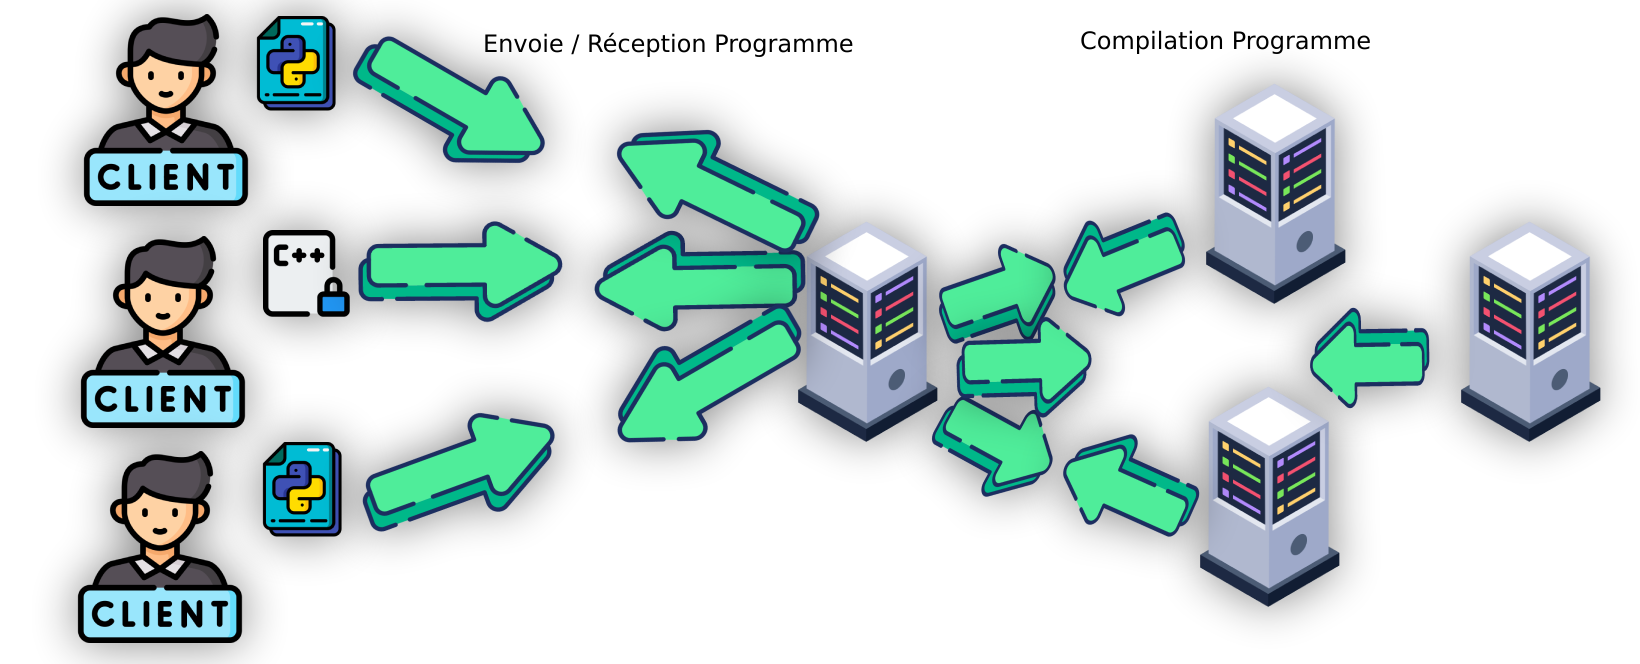 Envoie / Réception Programme
Compilation Programme
CLIENT
C++
CLIENT
CLIENT